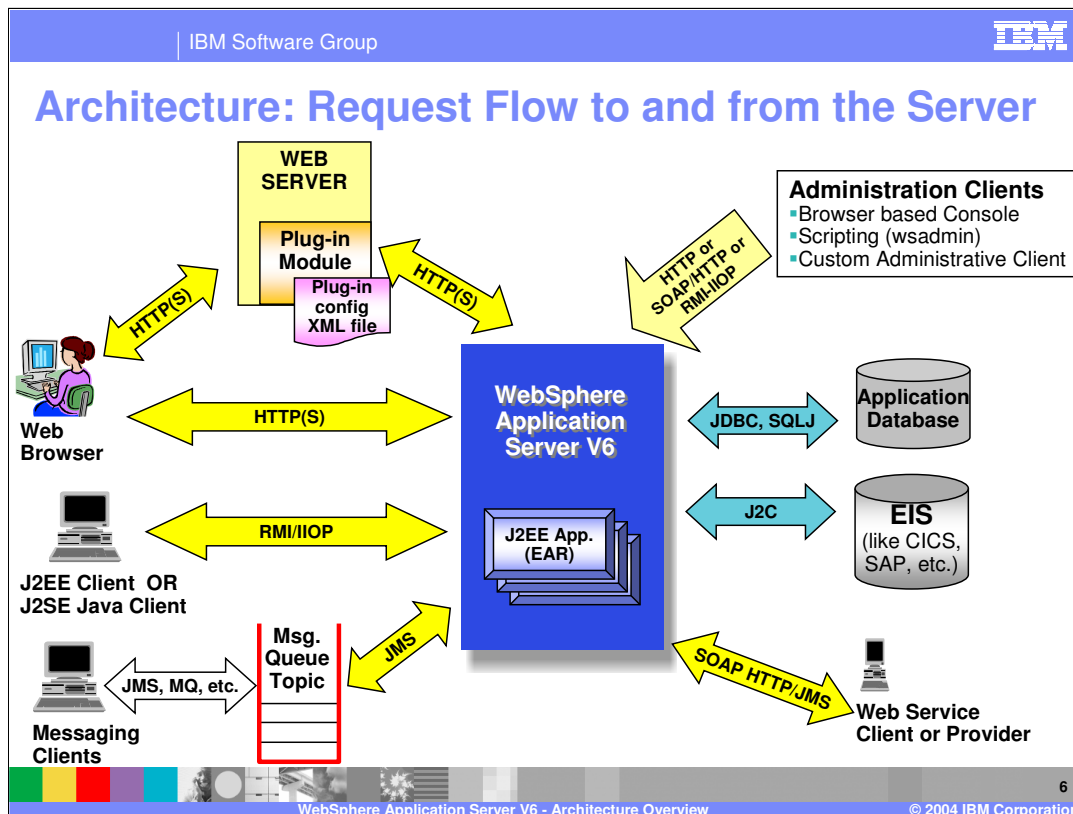 IBM Software Group
IBM
Architecture: Request Flow to and from the Server
WEB
SERVER
Plug-in
Module
Plug-in
config
XML file
HTTP(S)
HTTP(S)
HTTP or
SOAP/HTTP or
RMI-IIOP
Administration Clients
▪Browser based Console
▪Scripting (wsadmin)
▪Custom Administrative Client
Web
Browser
HTTP(S)
WebSphere
Application
Server V6
J2EE App.
(EAR)
JDBC, SQLJ
Application
Database
J2C
EIS
(like CICS,
SAP, etc.)
RMI/IIOP
J2EE Client OR
J2SE Java Client
Messaging
Clients
JMS, MQ, etc.
Msg.
Queue
Topic
JMS
SOAP HTTP/JMS
Web Service
Client or Provider
6
WebSphere Application Server V6 - Architecture Overview
© 2004 IBM Corporation